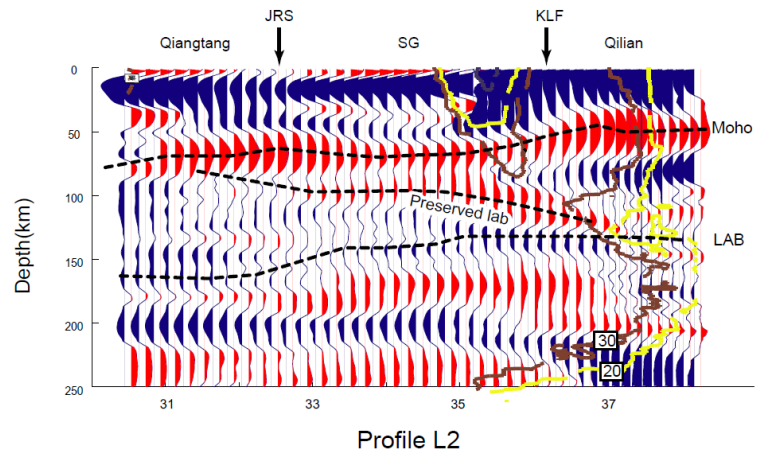 JRS
KLF
Qiangtang
SG
Qilian
0
50
Moho
100
Preserved lab
LAB
150
200
30
20
250
31
33
35
37
Depth(km)
Profile L2